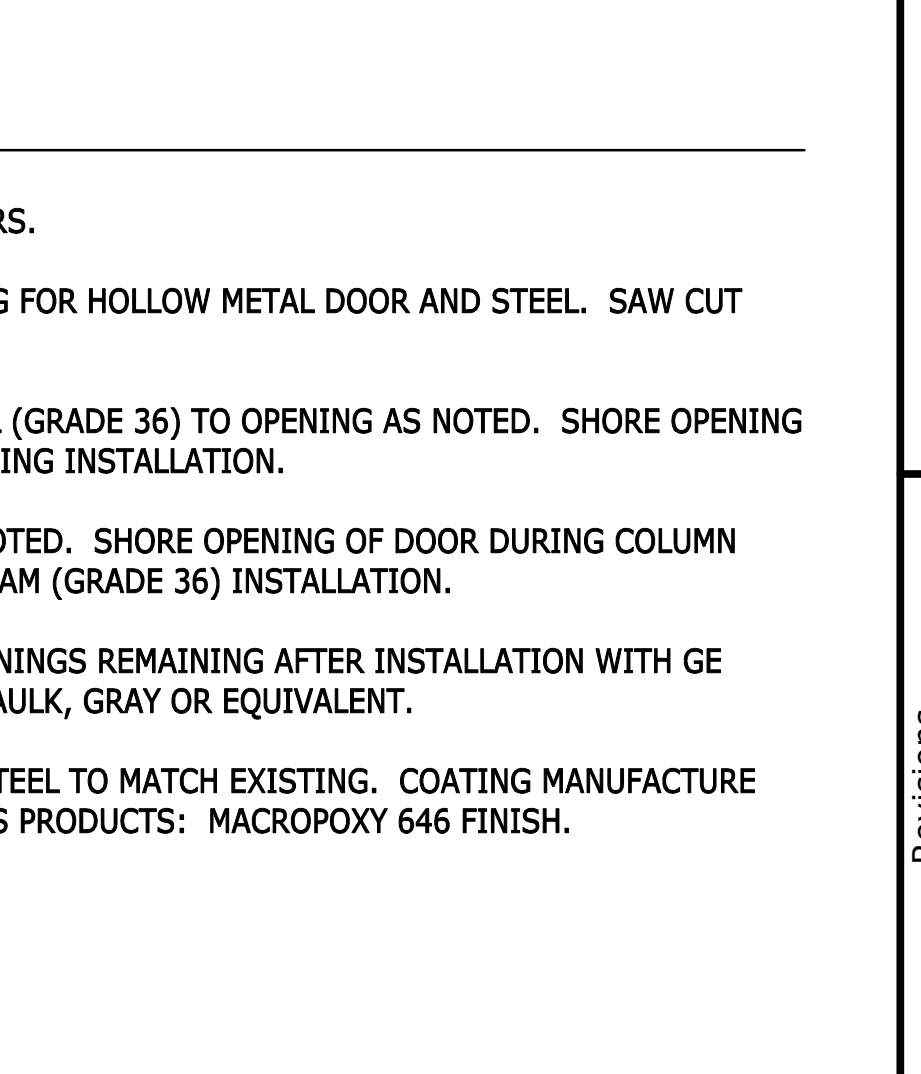 RS.
G FOR HOLLOW METAL DOOR AND STEEL.  SAW CUT
(GRADE 36) TO OPENING AS NOTED.  SHORE OPENING
ING INSTALLATION.
OTED.  SHORE OPENING OF DOOR DURING COLUMN
AM (GRADE 36) INSTALLATION.
NINGS REMAINING AFTER INSTALLATION WITH GE
AULK, GRAY OR EQUIVALENT.
TEEL TO MATCH EXISTING.  COATING MANUFACTURE
S PRODUCTS:  MACROPOXY 646 FINISH.
Revisions